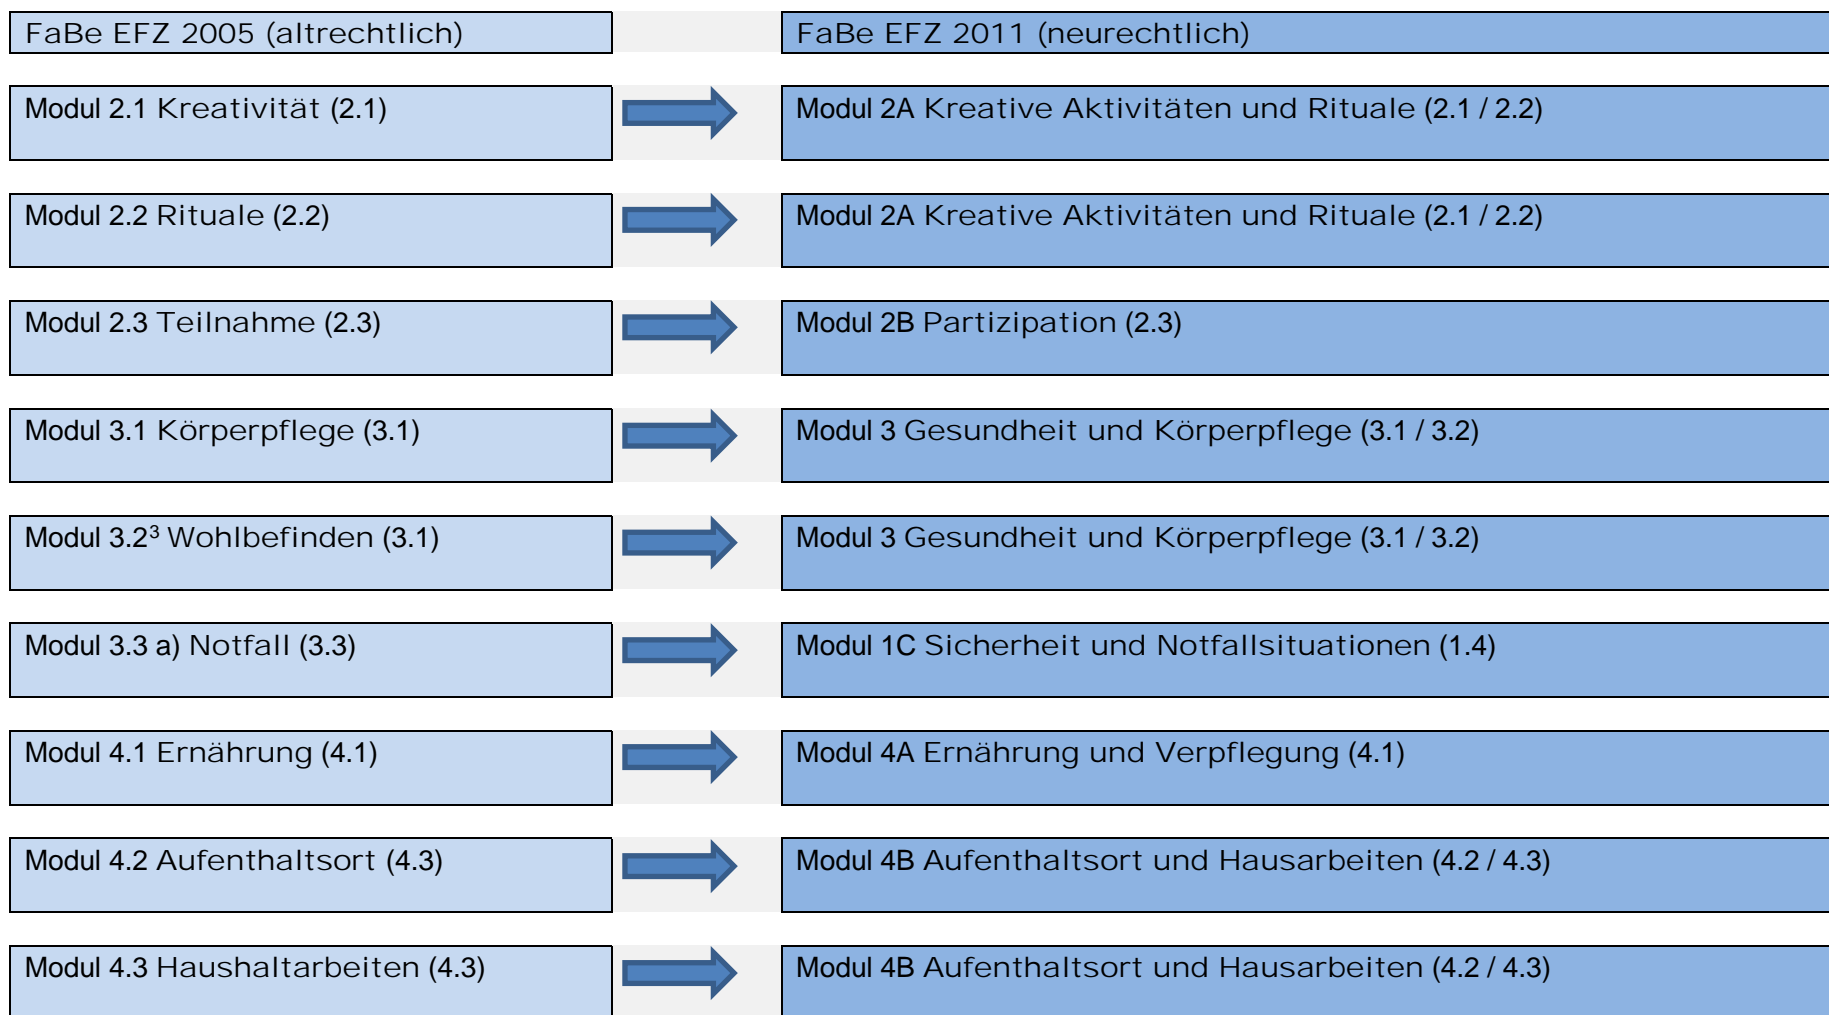 FaBe EFZ 2005 (altrechtlich) FaBe EFZ 2011 (neurechtlich)
Modul 2.1 Kreativität (2.1) Modul 2A Kreative Aktivitäten und Rituale (2.1 / 2.2)
Modul 2.2 Rituale (2.2) Modul 2A Kreative Aktivitäten und Rituale (2.1 / 2.2)
Modul 2.3 Teilnahme (2.3) Modul 2B Partizipation (2.3)
Modul 3.1 Körperpflege (3.1) Modul 3 Gesundheit und Körperpflege (3.1 / 3.2)
Modul 3.2³ Wohlbefinden (3.1) Modul 3 Gesundheit und Körperpflege (3.1 / 3.2)
Modul 3.3 a) Notfall (3.3) Modul 1C Sicherheit und Notfallsituationen (1.4)
Modul 4.1 Ernährung (4.1) Modul 4A Ernährung und Verpflegung (4.1)
Modul 4.2 Aufenthaltsort (4.3) Modul 4B Aufenthaltsort und Hausarbeiten (4.2 / 4.3)
Modul 4.3 Haushaltarbeiten (4.3) Modul 4B Aufenthaltsort und Hausarbeiten (4.2 / 4.3)